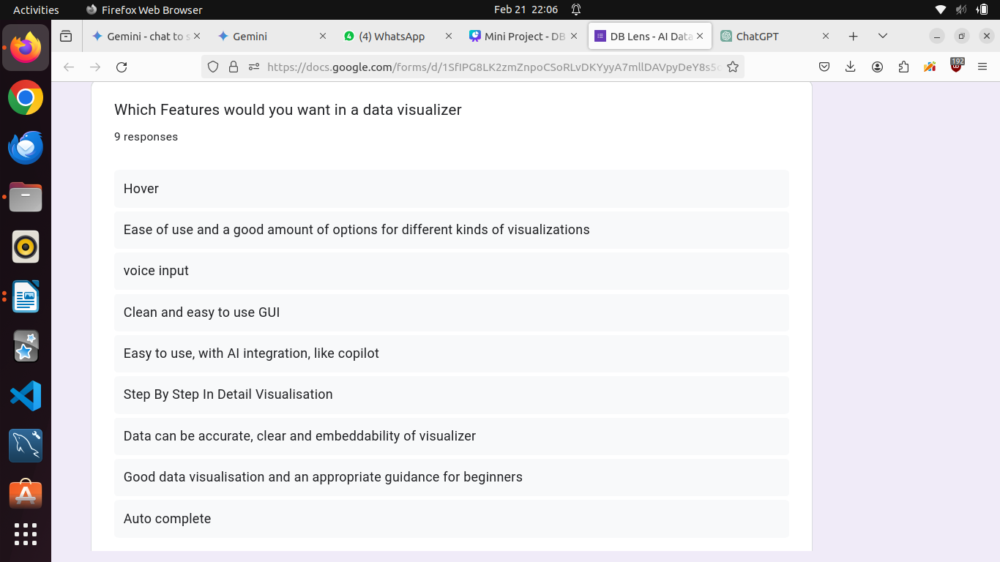 Activities
Firefox Web Browser
Feb 21 22:06
Gemini - chat to s
Gemini
4
(4) WhatsApp
Mini Project - DB
DB Lens - AI Data
ChatGPT
https://docs.google.com/forms/d/
192
Which Features would you want in a data visualizer
9 responses
Hover
Ease of use and a good amount of options for different kinds of visualizations
voice input
Clean and easy to use GUI
Easy to use, with AI integration, like copilot
Step By Step In Detail Visualisation
Data can be accurate, clear and embeddability of visualizer
Good data visualisation and an appropriate guidance for beginners
Auto complete